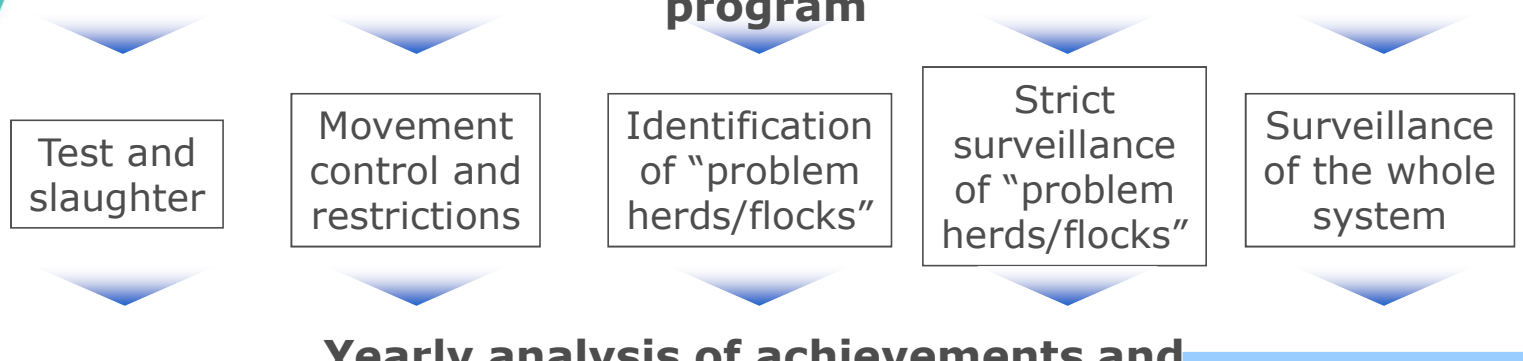 program
Test and
slaughter
Movement
control and
restrictions
Identification
of “problem
herds/flocks”
Strict
surveillance
of “problem
herds/flocks”
Surveillance
of the whole
system
Yearly analysis of achievements and